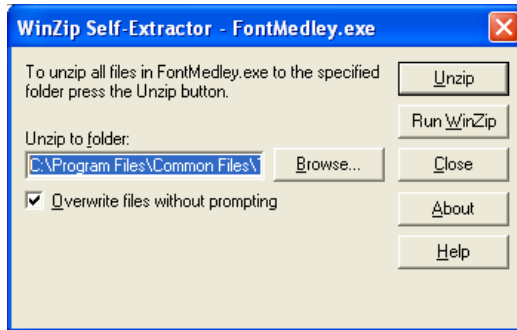 WinZip Self-Extractor - FontMedley.exe
To unzip all files in FontMedley.exe to the specified
folder press the Unzip button.
Unzip
Run WinZip
Unzip to folder:
C:\Program Files\Common Files\
Browse...
Close
Overwrite files without prompting
About
Help